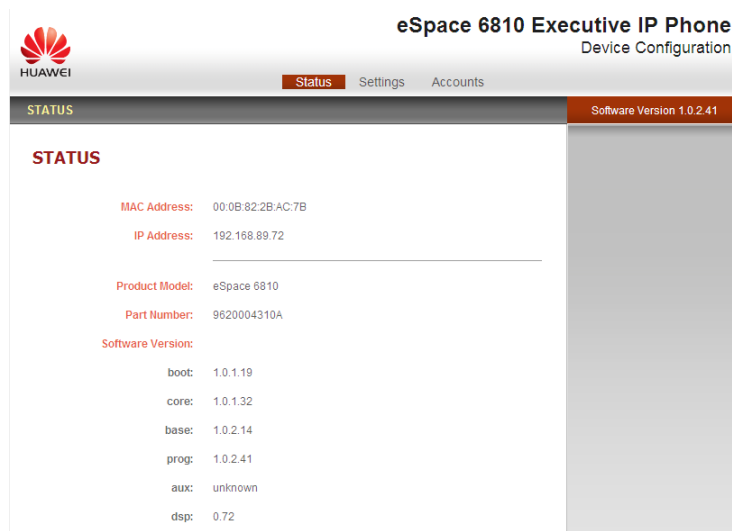 eSpace 6810 Executive IP Phone
Device Configuration
HUAWEI
Status Settings Accounts
STATUS
Software Version 1.0.2.41
STATUS
MAC Address: 00:0B:82:2B:AC:7B
IP Address: 192.168.89.72
Product Model: eSpace 6810
Part Number: 9620004310A
Software Version:
boot: 1.0.1.19
core: 1.0.1.32
base: 1.0.2.14
prog: 1.0.2.41
aux: unknown
dsp: 0.72